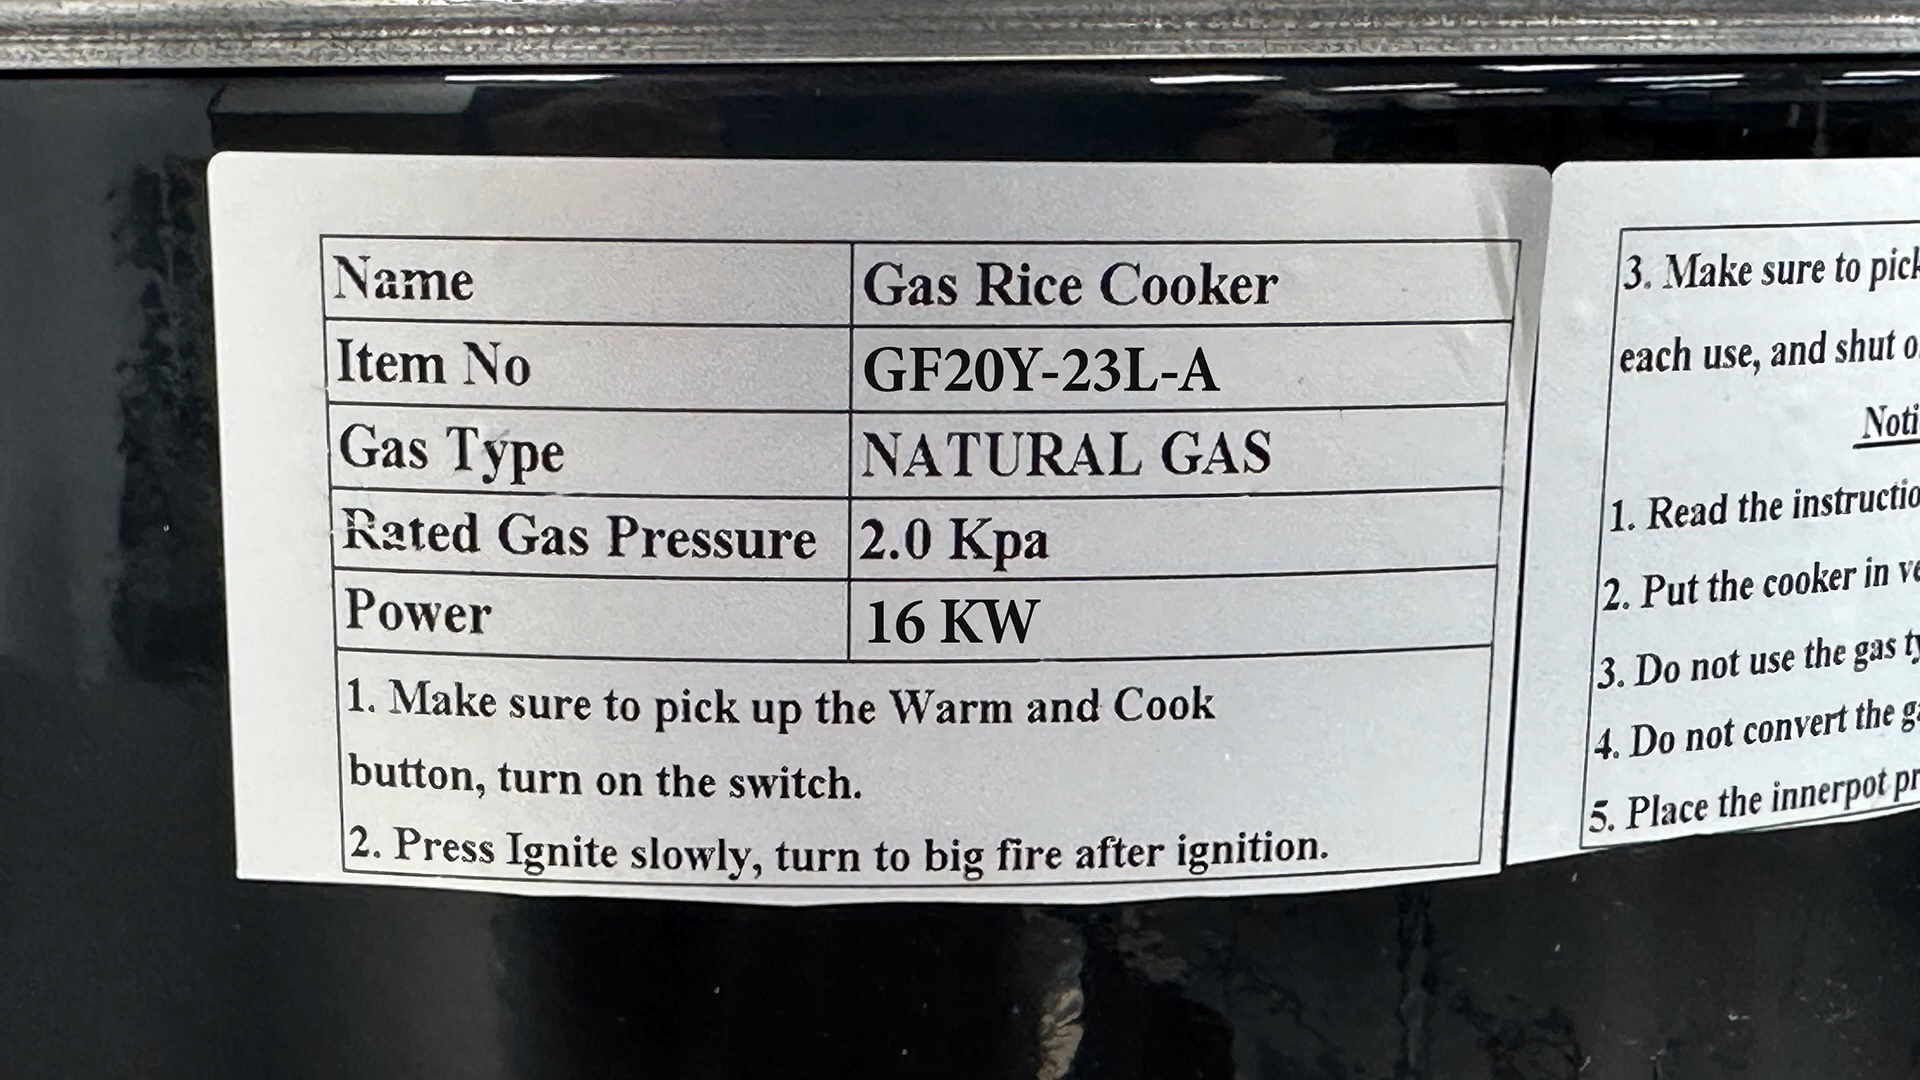 Name Gas Rice Cooker
Item No GF20Y-23L-A
Gas Type NATURAL GAS
Rated Gas Pressure 2.0 Kpa
Power 16 KW
1. Make sure to pick up the Warm and Cook
button, turn on the switch.
2. Press Ignite slowly, turn to big fire after ignition.
3. Make sure to pick
each use, and shut
1. Read the
2. Put the cooker in
3. Do not use the gas
4. Do not convert the
5. Place the innerpot